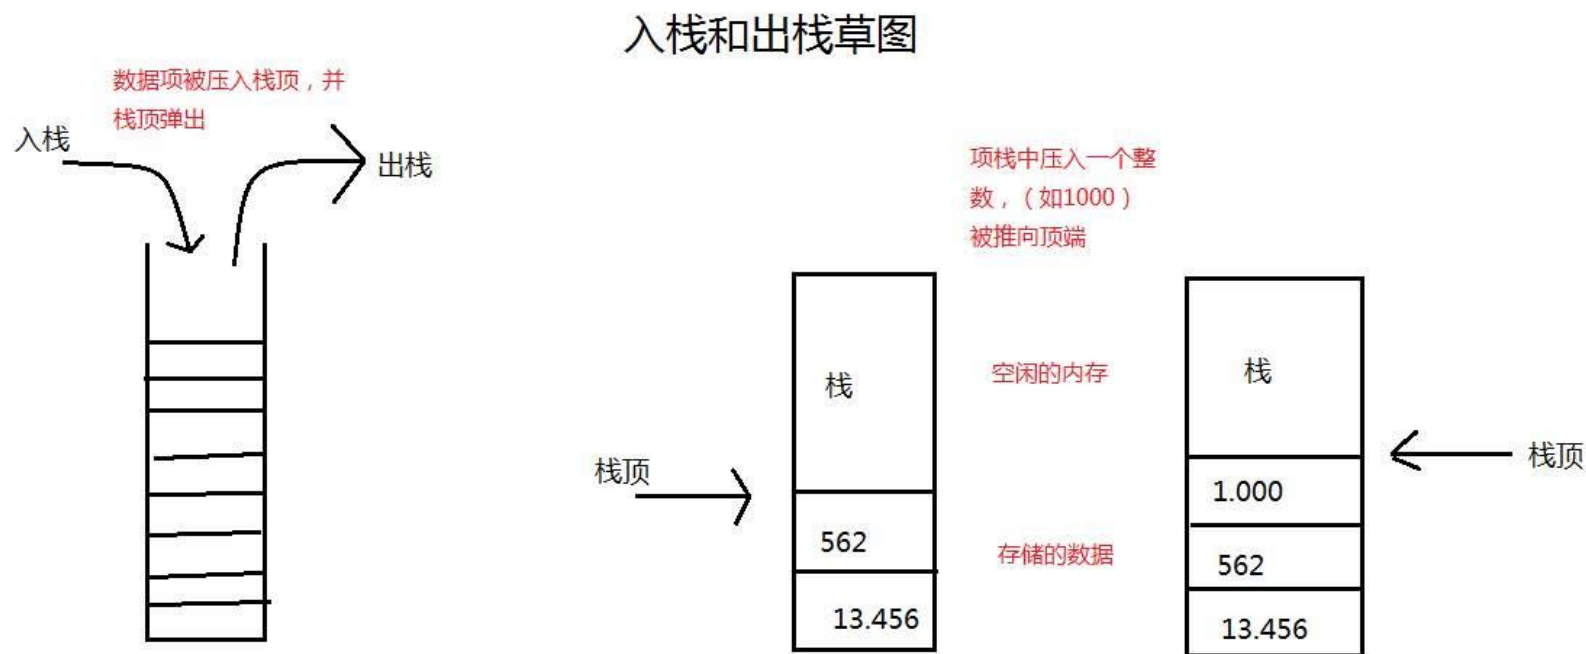 入栈和出栈草图
数据项被压入栈顶，并
栈顶弹出
入栈
出栈
项栈中压入一个整
数，（如1000）
被推向顶端
栈
空闲的内存
栈
栈顶
栈顶
562
存储的数据
13.456
1.000
562
13.456